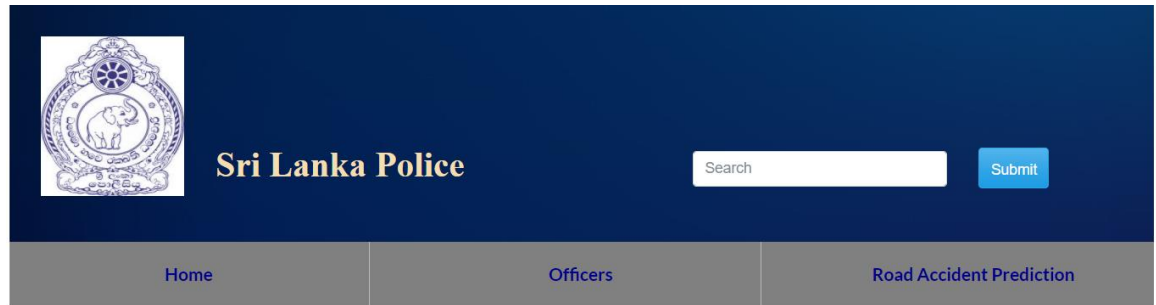 Sri Lanka Police
Search
Submit
Home
Officers
Road Accident Prediction